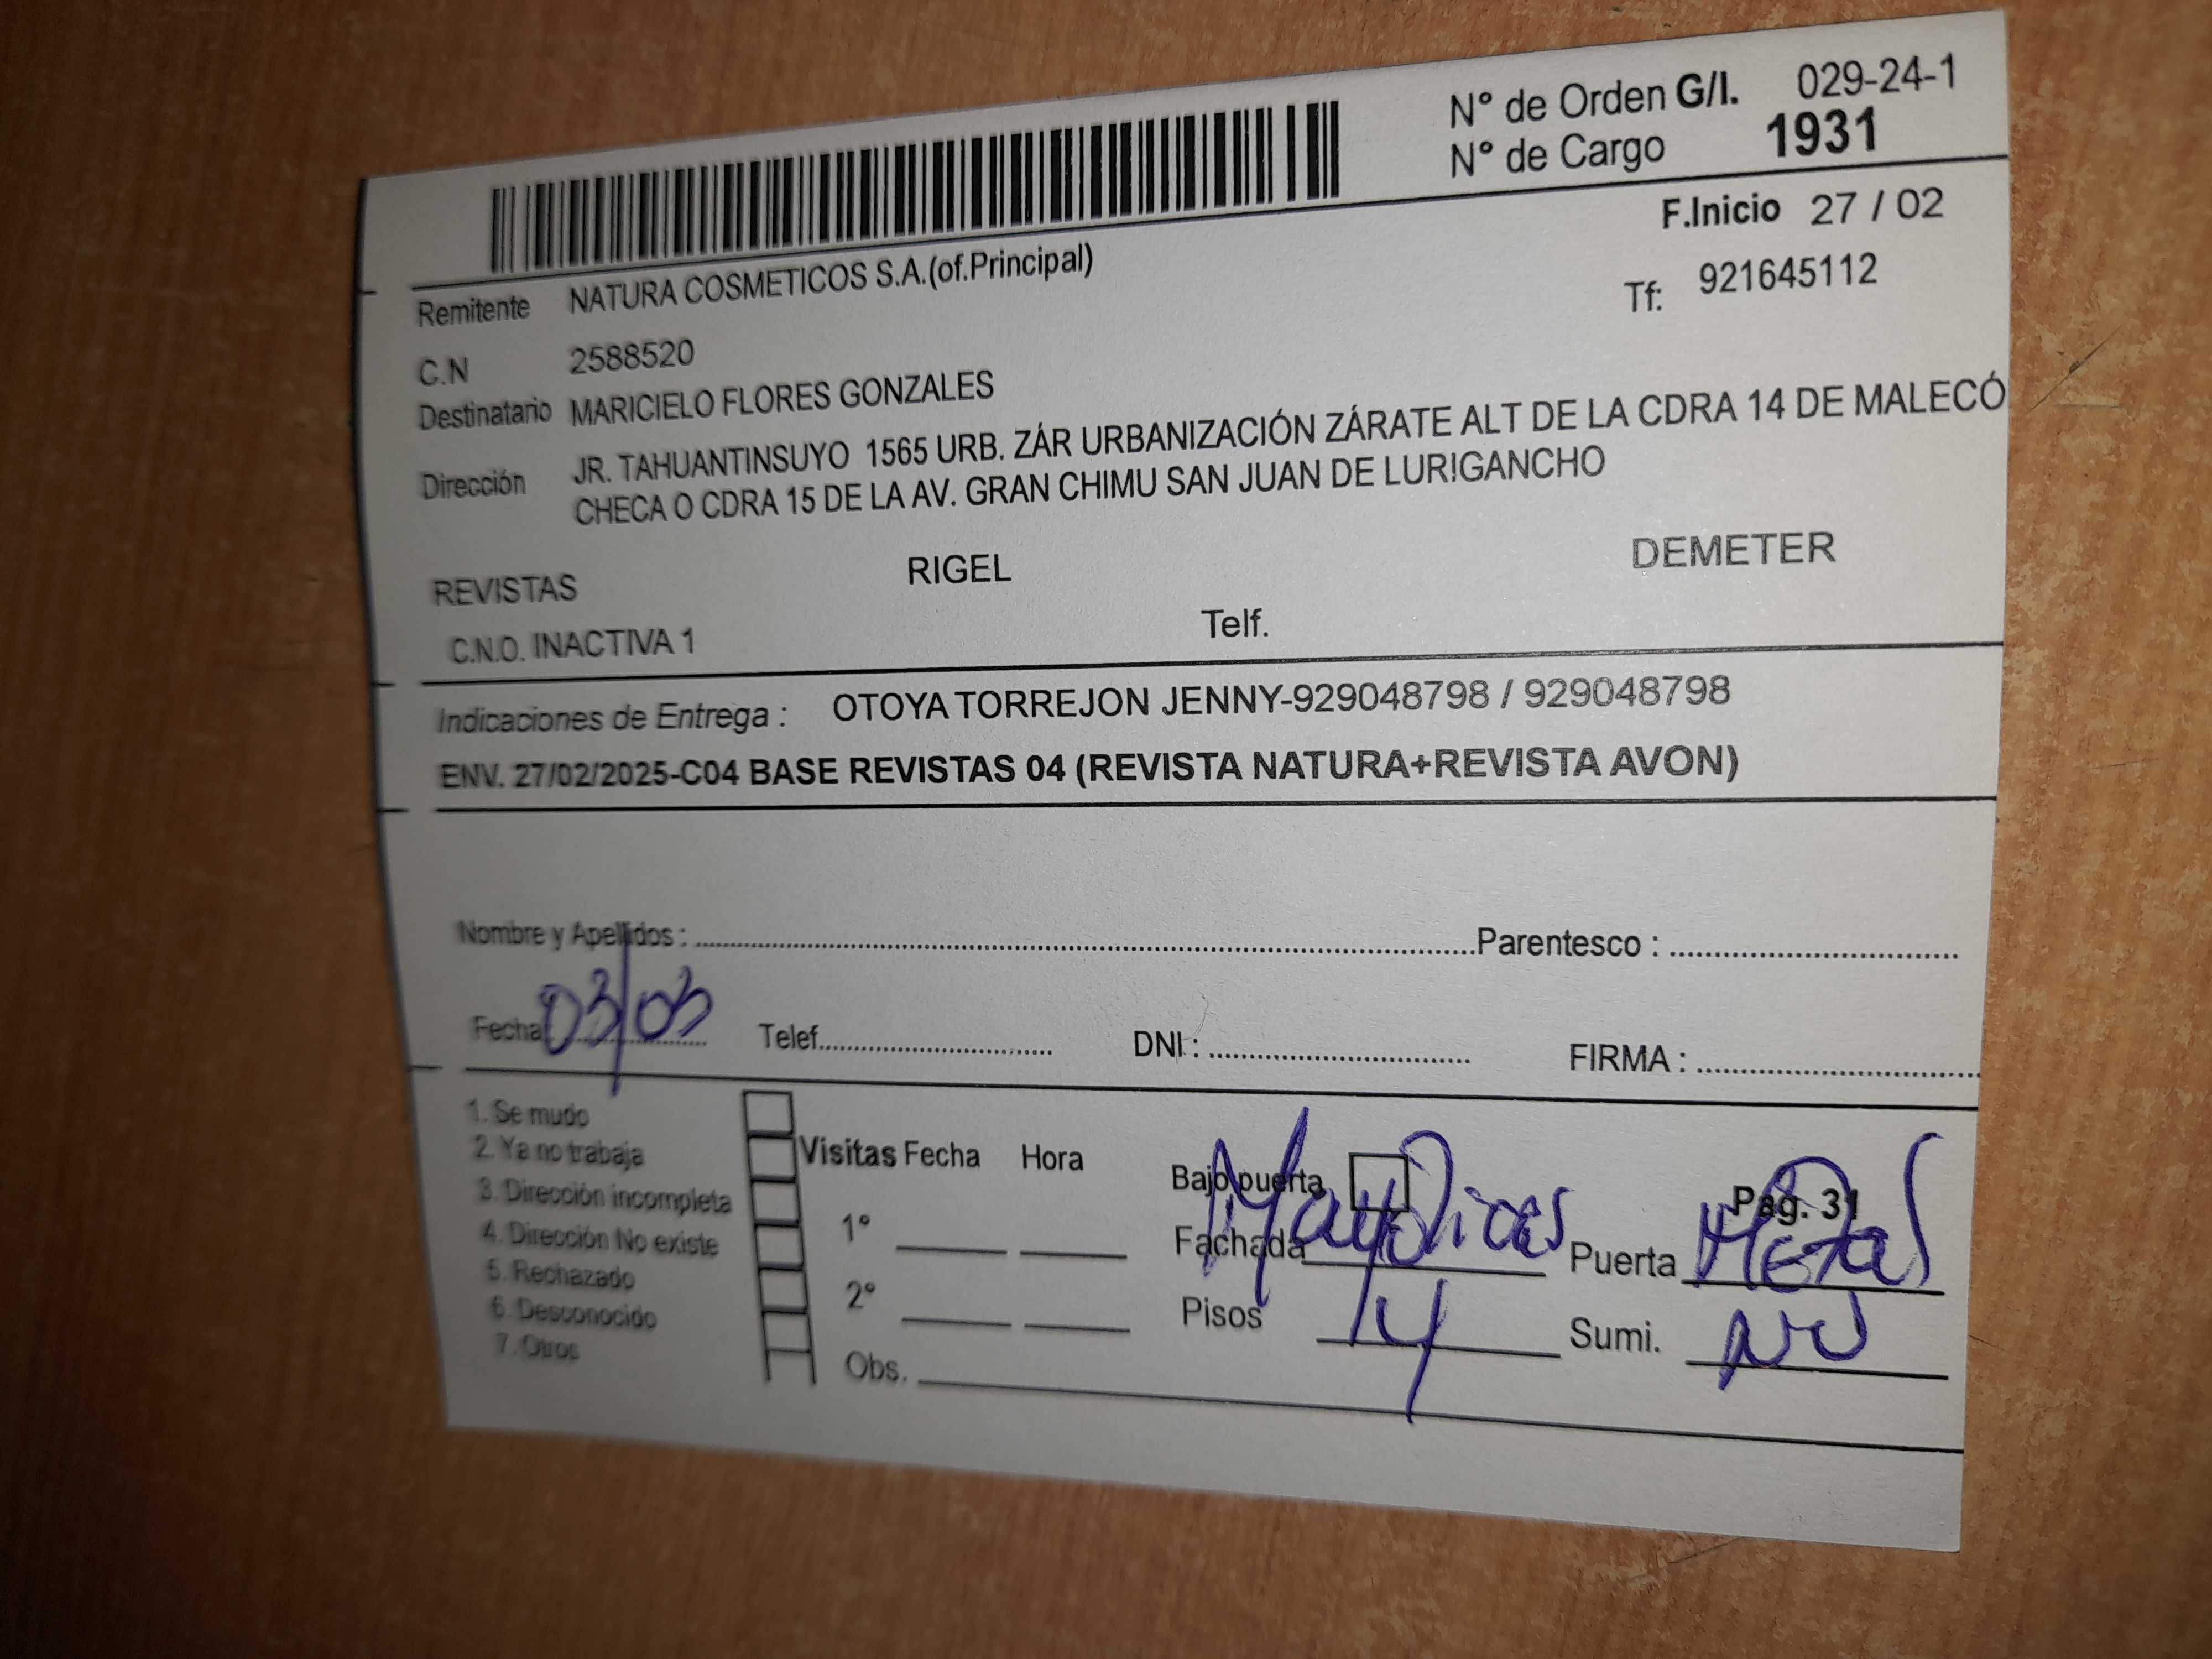 N° de Orden G/I. 029-24-1
N° de Cargo 1931
F.Inicio 27 / 02
Remitente NATURA COSMETICOS S.A.(of.Principal)
Tf: 921645112
C.N 2588520
Destinatario MARICIELO FLORES GONZALES
Dirección JR. TAHUANTINSUYO 1565 URB. ZÁR URBANIZACIÓN ZÁRATE ALT DE LA CDRA 14 DE MALECÓ
CHECA O CDRA 15 DE LA AV. GRAN CHIMU SAN JUAN DE LURIGANCHO
REVISTAS RIGEL DEMETER
C.N.O. INACTIVA 1 Telf.
Indicaciones de Entrega : OTOYA TORREJON JENNY-929048798 / 929048798
ENV. 27/02/2025-C04 BASE REVISTAS 04 (REVISTA NATURA+REVISTA AVON)
Nombre y Apellidos : Parentesco :
Fecha 03/03 Telef. DNI : FIRMA :
1. Se mudo
2. Ya no trabaja
3. Dirección incompleta
4. Dirección No existe
5. Rechazado
6. Desconocido
7. Otros
Visitas Fecha Hora
1°
2°
Obs.
Bajo puerta Pag. 31
Fachada Puerta Metal
Pisos 4 Sumi. NO